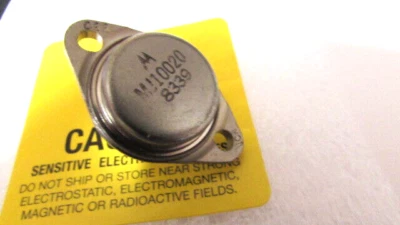 MJ10020
8339
CA
SENSITIVE ELECT
DO NOT SHIP OR STORE NEAR STRONG
ELECTROSTATIC, ELECTROMAGNETIC,
MAGNETIC OR RADIOACTIVE FIELDS.